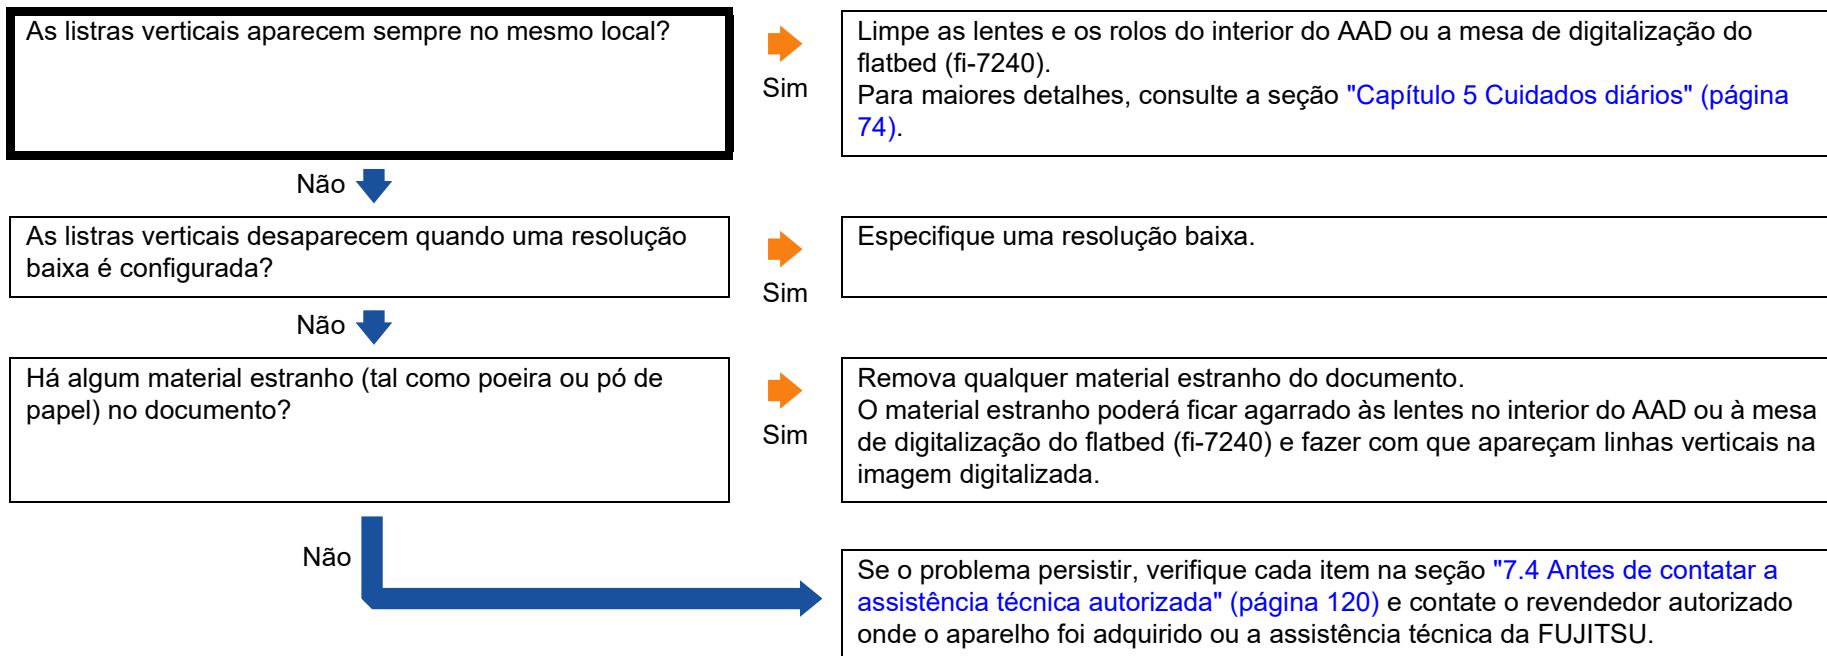 As listras verticais aparecem sempre no mesmo local?
Sim
Limpe as lentes e os rolos do interior do AAD ou a mesa de digitalização do
flatbed (fi-7240).
Para maiores detalhes, consulte a seção "Capítulo 5 Cuidados diários" (página
74).
Não
As listras verticais desaparecem quando uma resolução
baixa é configurada?
Sim
Especifique uma resolução baixa.
Não
Há algum material estranho (tal como poeira ou pó de
papel) no documento?
Sim
Remova qualquer material estranho do documento.
O material estranho poderá ficar agarrado às lentes no interior do AAD ou à mesa
de digitalização do flatbed (fi-7240) e fazer com que apareçam linhas verticais na
imagem digitalizada.
Não
Se o problema persistir, verifique cada item na seção "7.4 Antes de contatar a
assistência técnica autorizada" (página 120) e contate o revendedor autorizado
onde o aparelho foi adquirido ou a assistência técnica da FUJITSU.